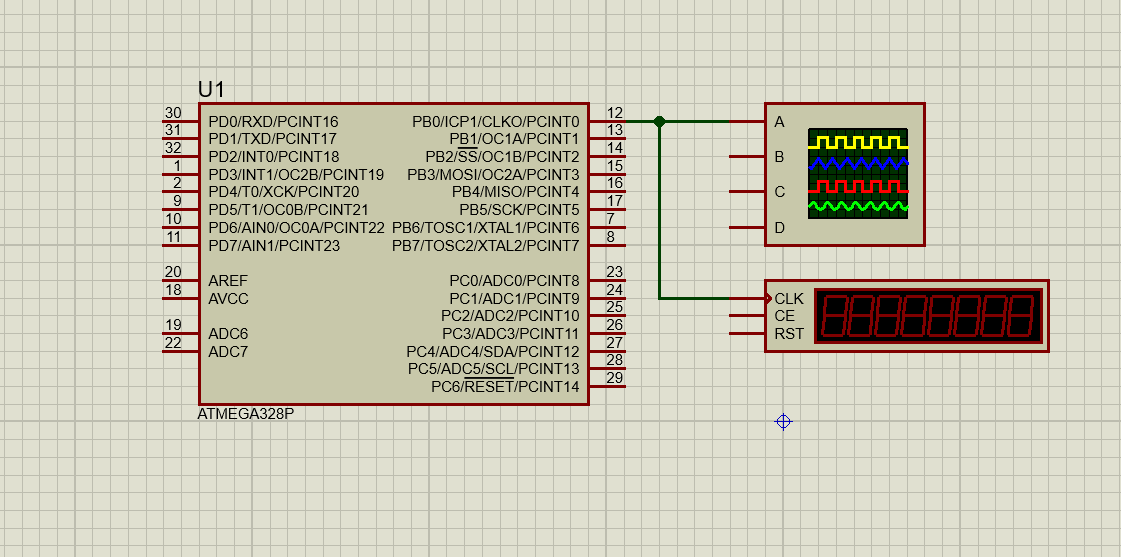 U1
30 PD0/RXD/PCINT16 PB0/ICP1/CLKO/PCINT0 12 A
31 PD1/TXD/PCINT17 PB1/OC1A/PCINT1 13
32 PD2/INT0/PCINT18 PB2/SS/OC1B/PCINT2 14 B
1 PD3/INT1/OC2B/PCINT19 PB3/MOSI/OC2A/PCINT3 15
2 PD4/T0/XCK/PCINT20 PB4/MISO/PCINT4 16 C
9 PD5/T1/OC0B/PCINT21 PB5/SCK/PCINT5 17
10 PD6/AIN0/OC0A/PCINT22 PB6/TOSC1/XTAL1/PCINT6 7 D
11 PD7/AIN1/PCINT23 PB7/TOSC2/XTAL2/PCINT7 8
20 AREF PC0/ADC0/PCINT8 23
18 AVCC PC1/ADC1/PCINT9 24 CLK
PC2/ADC2/PCINT10 25 CE
19 ADC6 PC3/ADC3/PCINT11 26 RST
22 ADC7 PC4/ADC4/SDA/PCINT12 27
PC5/ADC5/SCL/PCINT13 28
PC6/RESET/PCINT14 29
ATMEGA328P